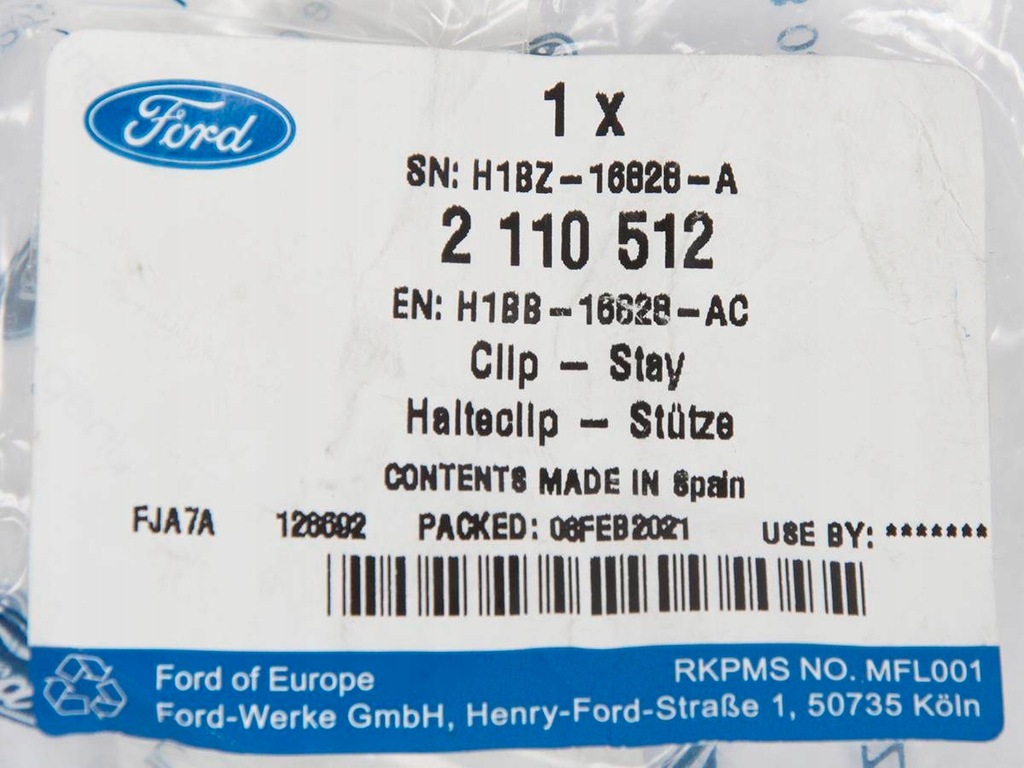 Ford
1 x
SN: H1BZ-16828-A
2 110 512
EN: H1BB-16828-AC
Clip - Stay
Halteclip - Stütze
CONTENTS MADE IN Spain
FJA7A 128692 PACKED: 06FEB2021 USE BY: *******
Ford of Europe RKPMS NO. MFL001
Ford-Werke GmbH, Henry-Ford-Straße 1, 50735 Köln